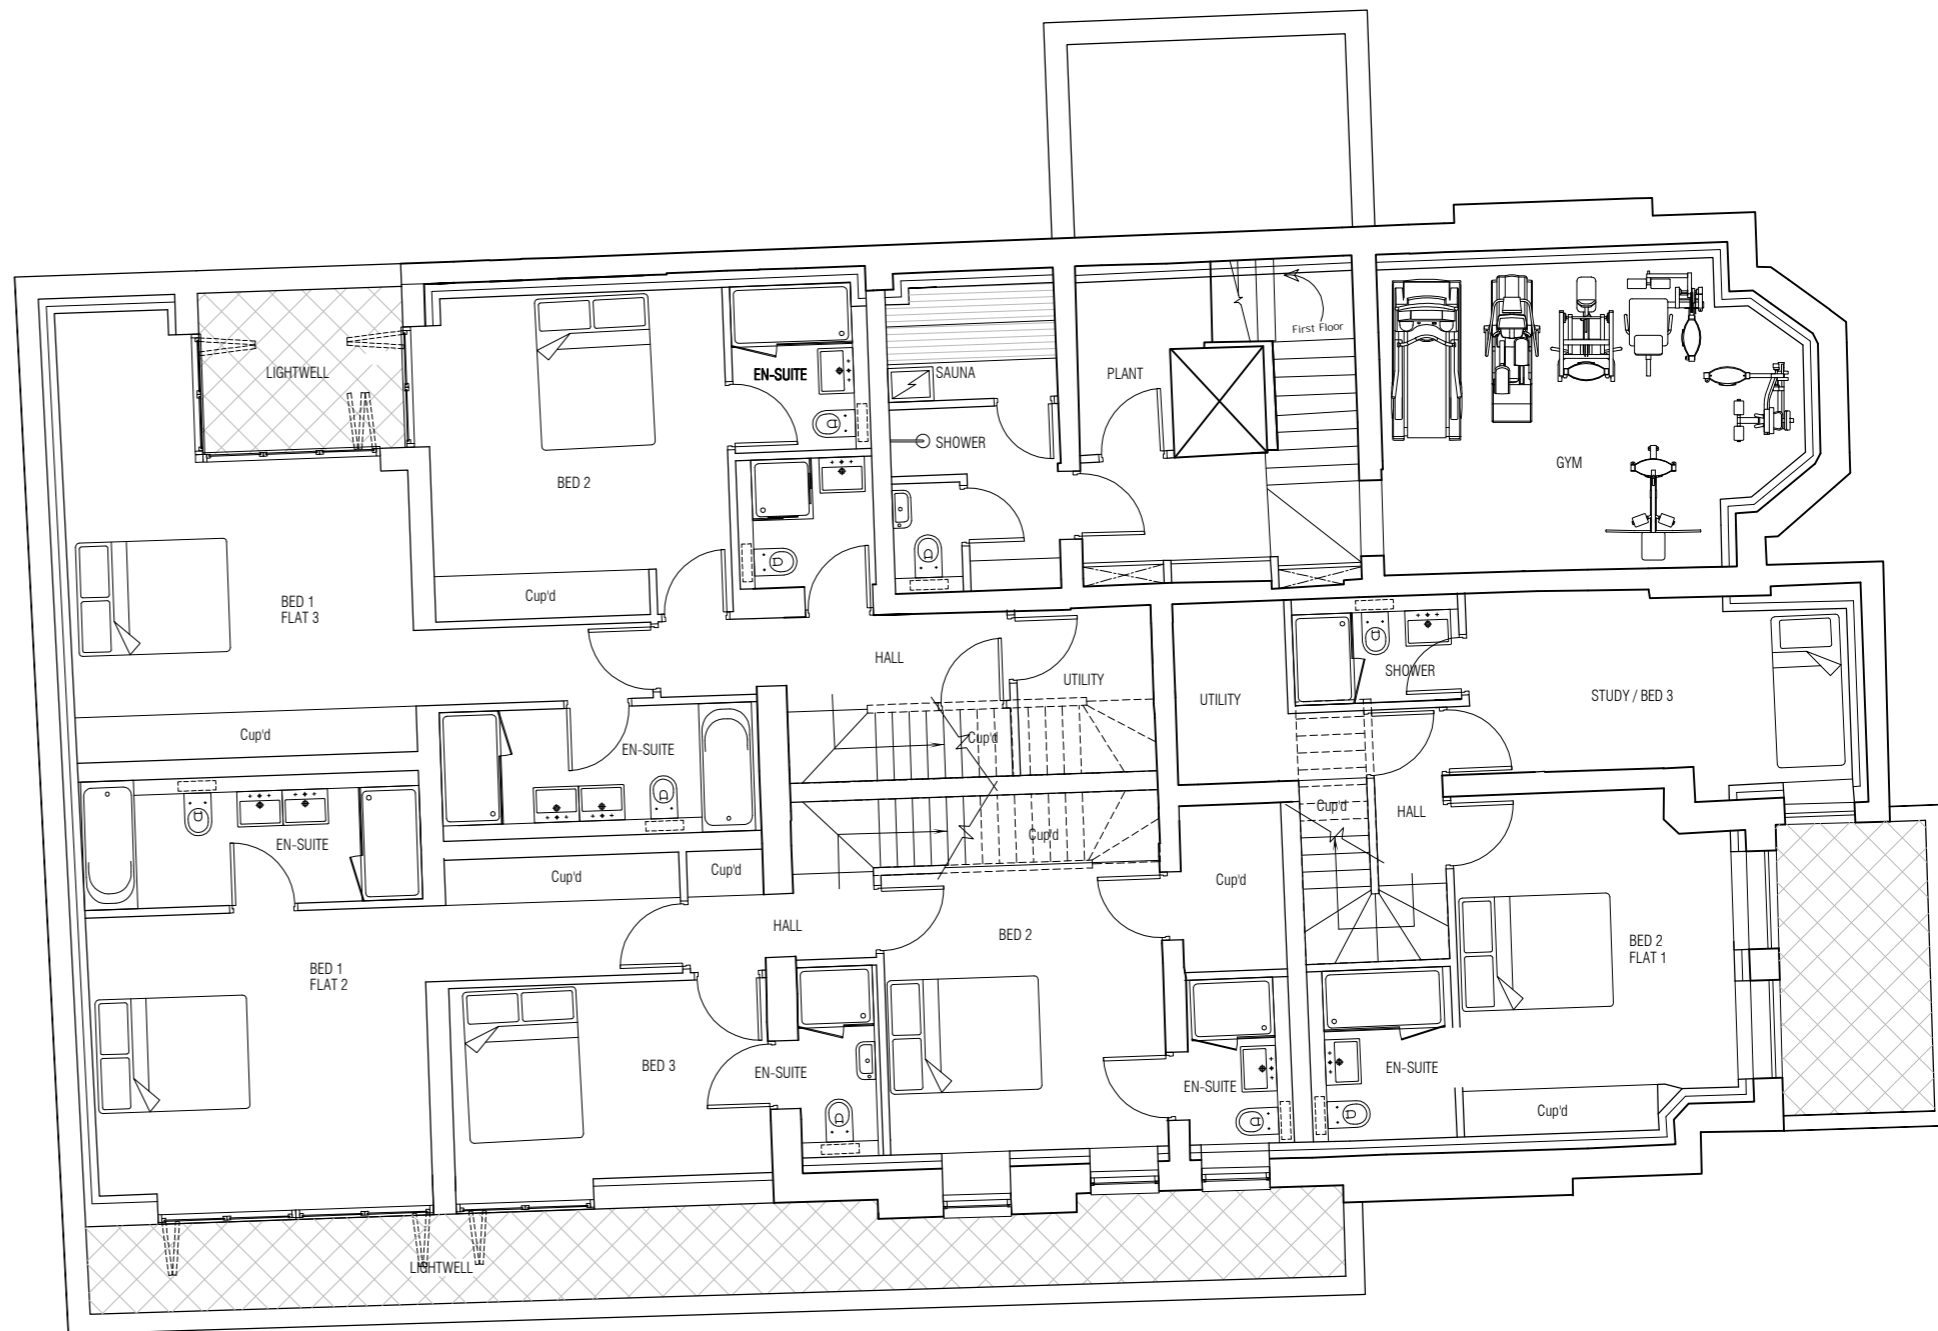 First Floor
LIGHTWELL
EN-SUITE
SAUNA
PLANT
SHOWER
GYM
BED 2
Cup'd
BED 1
FLAT 3
HALL
SHOWER
UTILITY
UTILITY
STUDY / BED 3
Cup'd
EN-SUITE
Cup'd
Cup'd
HALL
Cup'd
EN-SUITE
Cup'd
Cup'd
Cup'd
HALL
BED 2
BED 2
FLAT 1
BED 1
FLAT 2
BED 3
EN-SUITE
EN-SUITE
EN-SUITE
Cup'd
LIGHTWELL